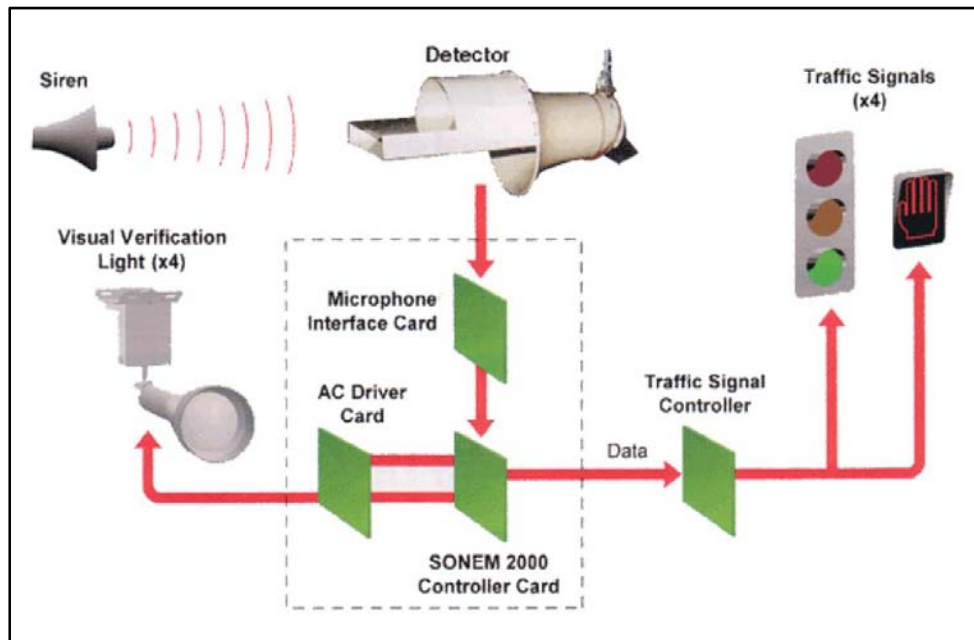 Siren
Detector
Traffic Signals
(x4)
Visual Verification
Light (x4)
Microphone
Interface Card
AC Driver
Card
Traffic Signal
Controller
Data
SONEM 2000
Controller Card